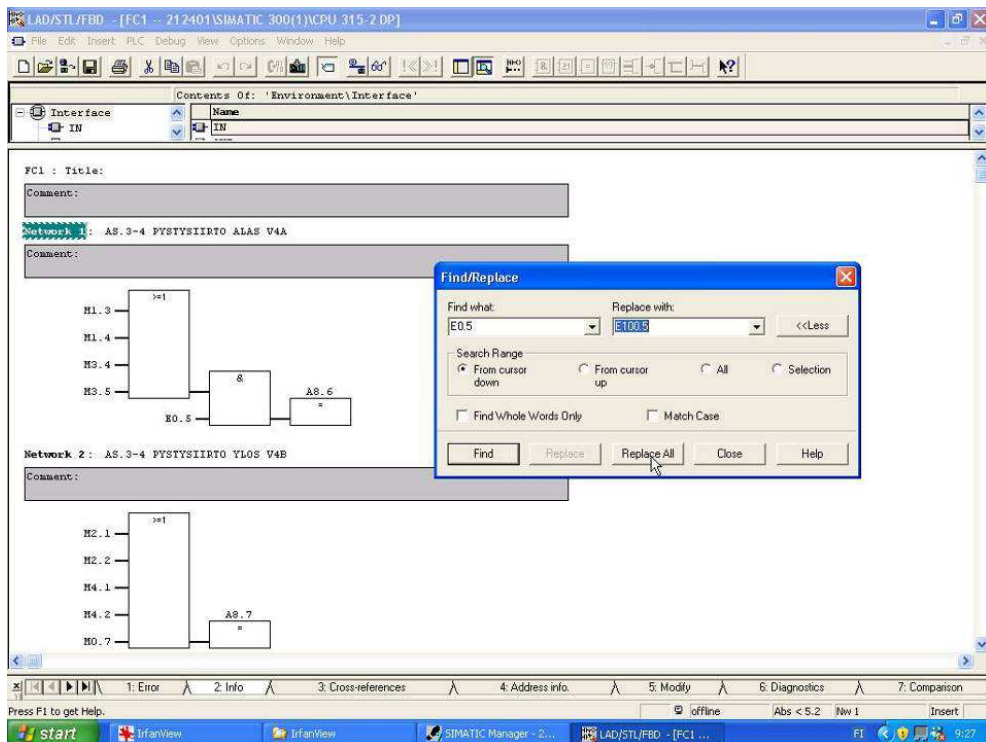 LAD/STL/FBD - [FC1 -- 212401\SIMATIC 300(1)\CPU 315-2 DP]
File Edit Insert PLC Debug View Options Window Help
Contents Of: 'Environment\Interface'
Interface
IN
Name
IN
FC1 : Title:
Comment:
Network 1: AS.3-4 PYSTYSIIRTO ALAS V4A
Comment:
>=1
M1.3
M1.4
M3.4
M3.5
&
E0.5
A8.6
=
Network 2: AS.3-4 PYSTYSIIRTO YLOS V4B
Comment:
>=1
M2.1
M2.2
M4.1
M4.2
M0.7
A8.7
=
Find/Replace
Find what:
Replace with:
E0.5
E100.5
<<Less
Search Range
From cursor down
From cursor up
All
Selection
Find Whole Words Only
Match Case
Find
Replace
Replace All
Close
Help
1: Error
2: Info
3: Cross-references
4: Address info.
5: Modify
6: Diagnostics
7: Comparison
Press F1 to get Help.
offline
Abs < 5.2
Nw 1
Insert
start
IrfanView
IrfanView
SIMATIC Manager - 2...
LAD/STL/FBD - [FC1 ...
FI
9:27